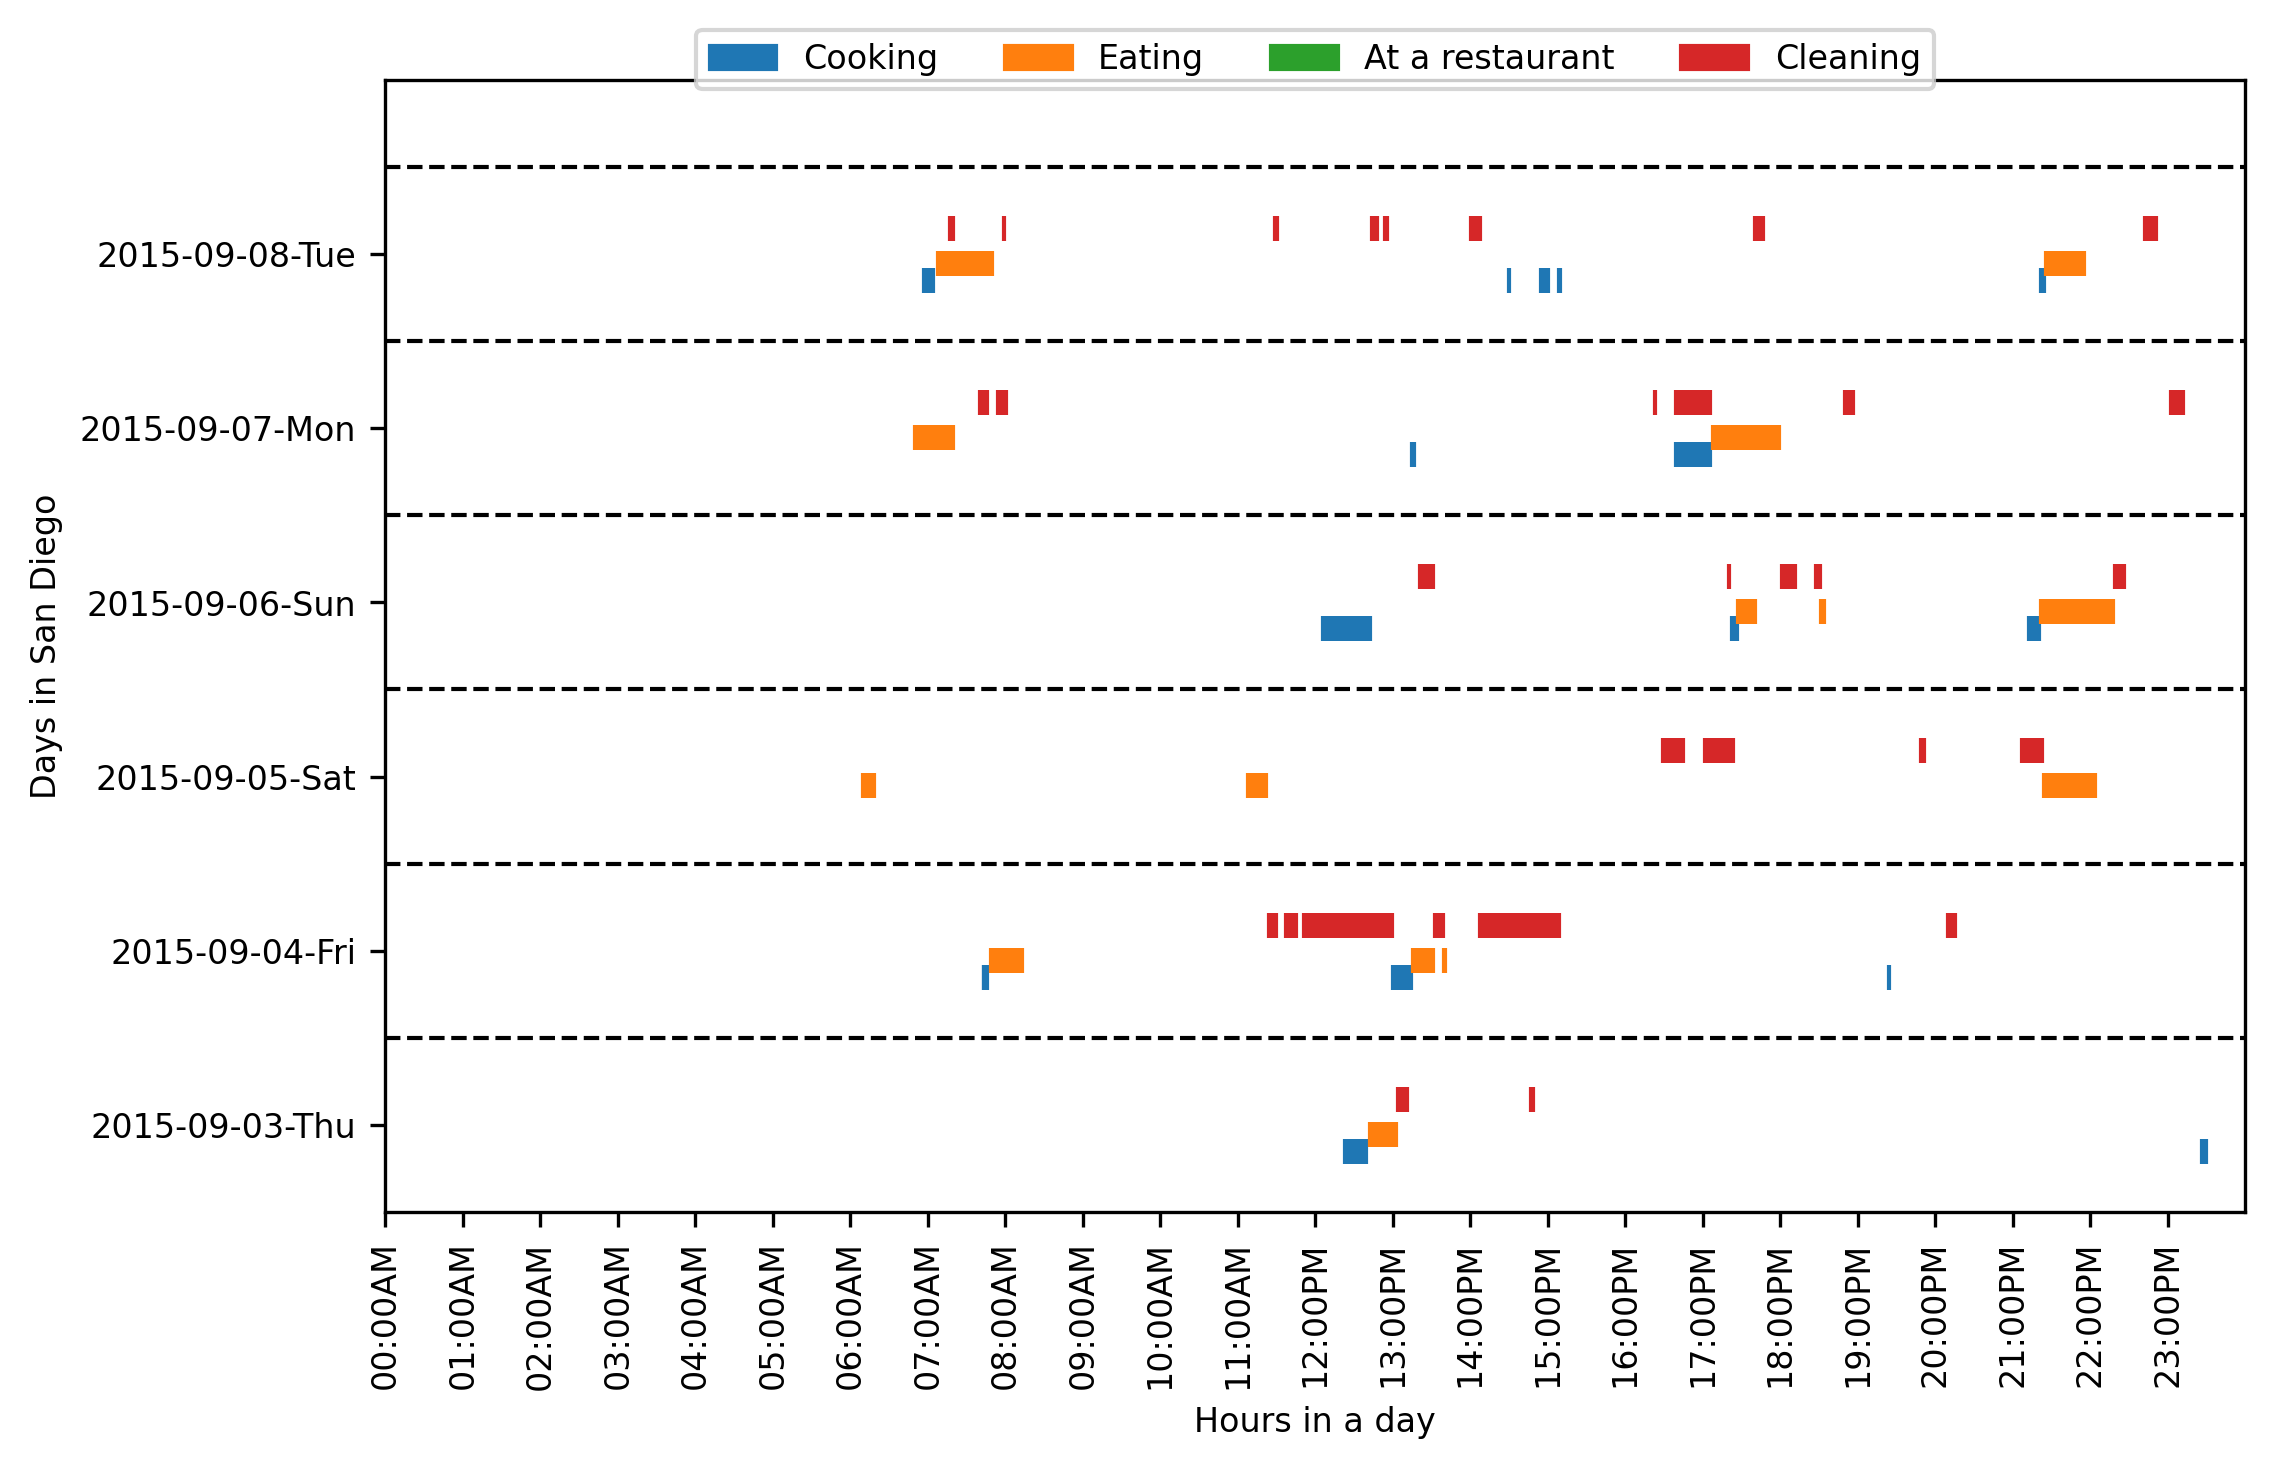 Cooking Eating At a restaurant Cleaning
Days in San Diego
2015-09-08-Tue
2015-09-07-Mon
2015-09-06-Sun
2015-09-05-Sat
2015-09-04-Fri
2015-09-03-Thu
00:00AM
01:00AM
02:00AM
03:00AM
04:00AM
05:00AM
06:00AM
07:00AM
08:00AM
09:00AM
10:00AM
11:00AM
12:00PM
13:00PM
14:00PM
15:00PM
16:00PM
17:00PM
18:00PM
19:00PM
20:00PM
21:00PM
22:00PM
23:00PM
Hours in a day